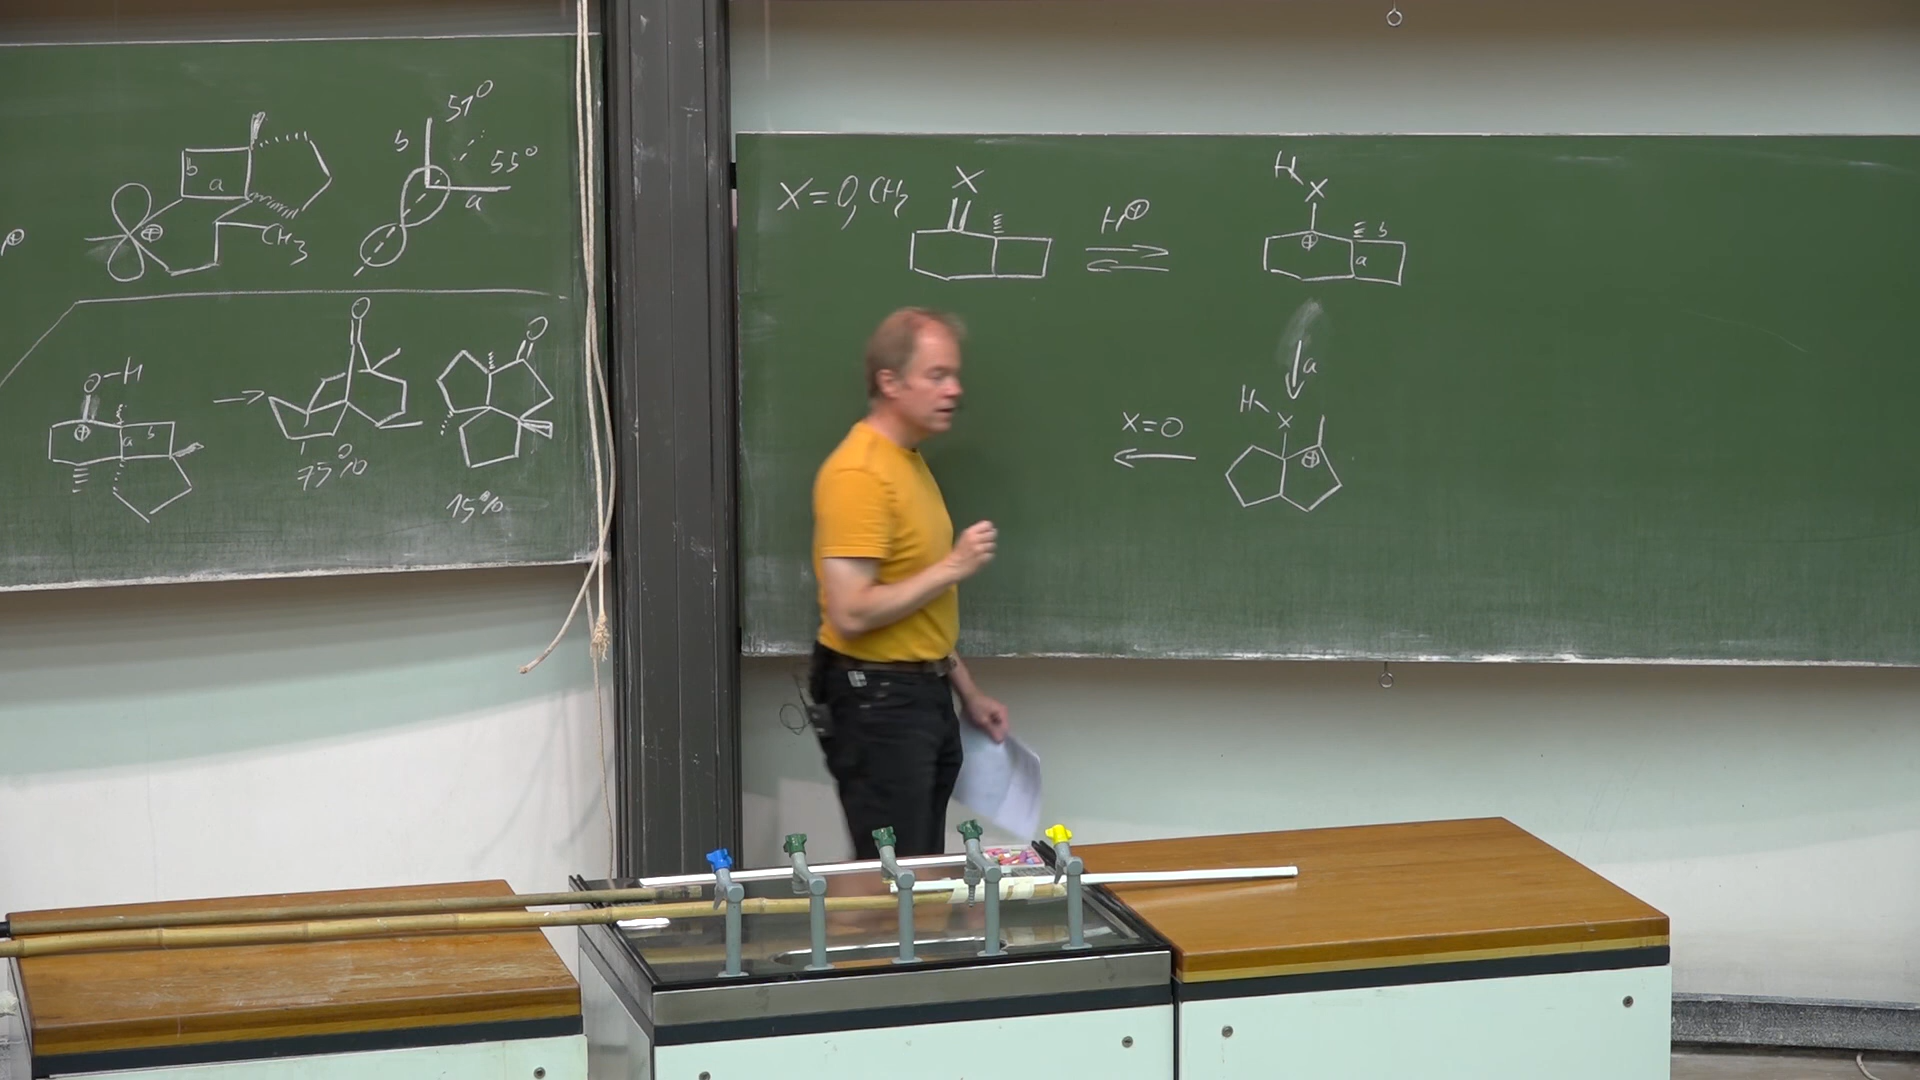 51°
b
55°
b
a
a
⊕
CH3
⊕
O
O
O-H
⊕
a b
75%
15%
X=O, CH2
X
H⊕
H
X
⊕
b
a
a
X=O
H
X
⊕